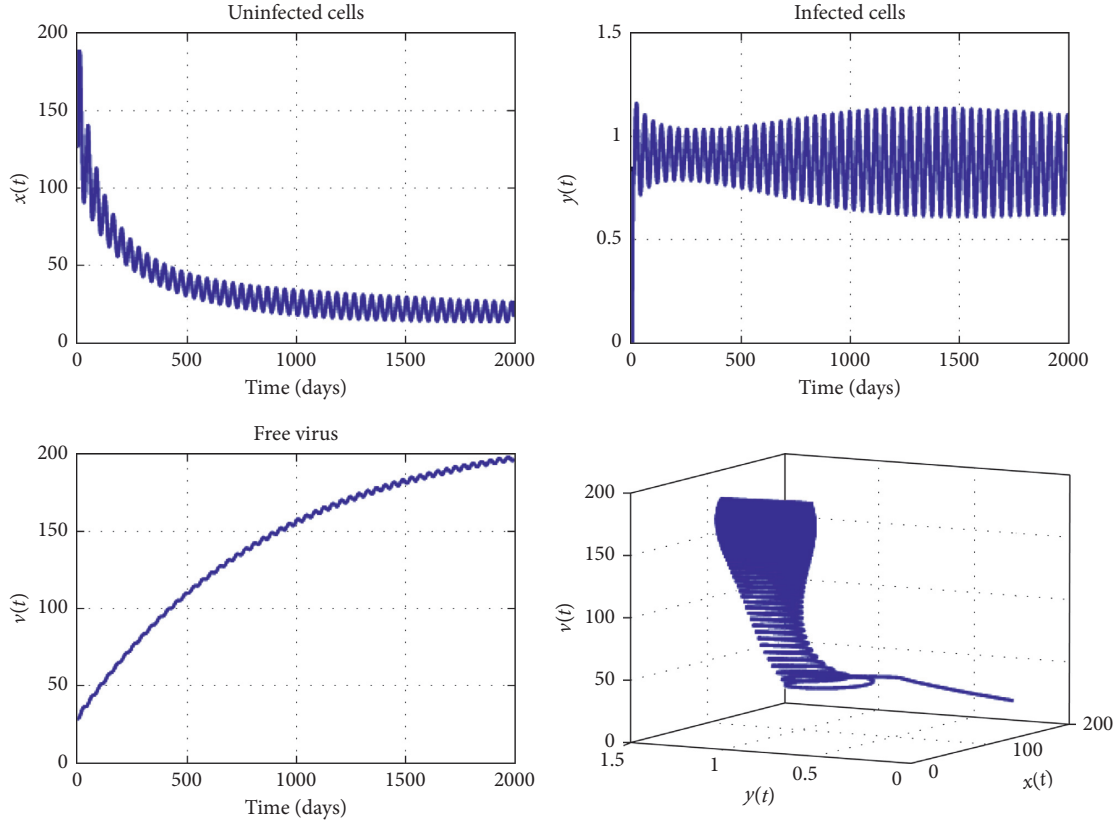 Uninfected cells
200
150
100
50
0
x(t)
0 500 1000 1500 2000
Time (days)
Infected cells
1.5
1
0.5
0
y(t)
0 500 1000 1500 2000
Time (days)
Free virus
200
150
100
50
0
v(t)
0 500 1000 1500 2000
Time (days)
200
150
100
50
0
v(t)
1.5 1 0.5 0
y(t)
0 100 200
x(t)